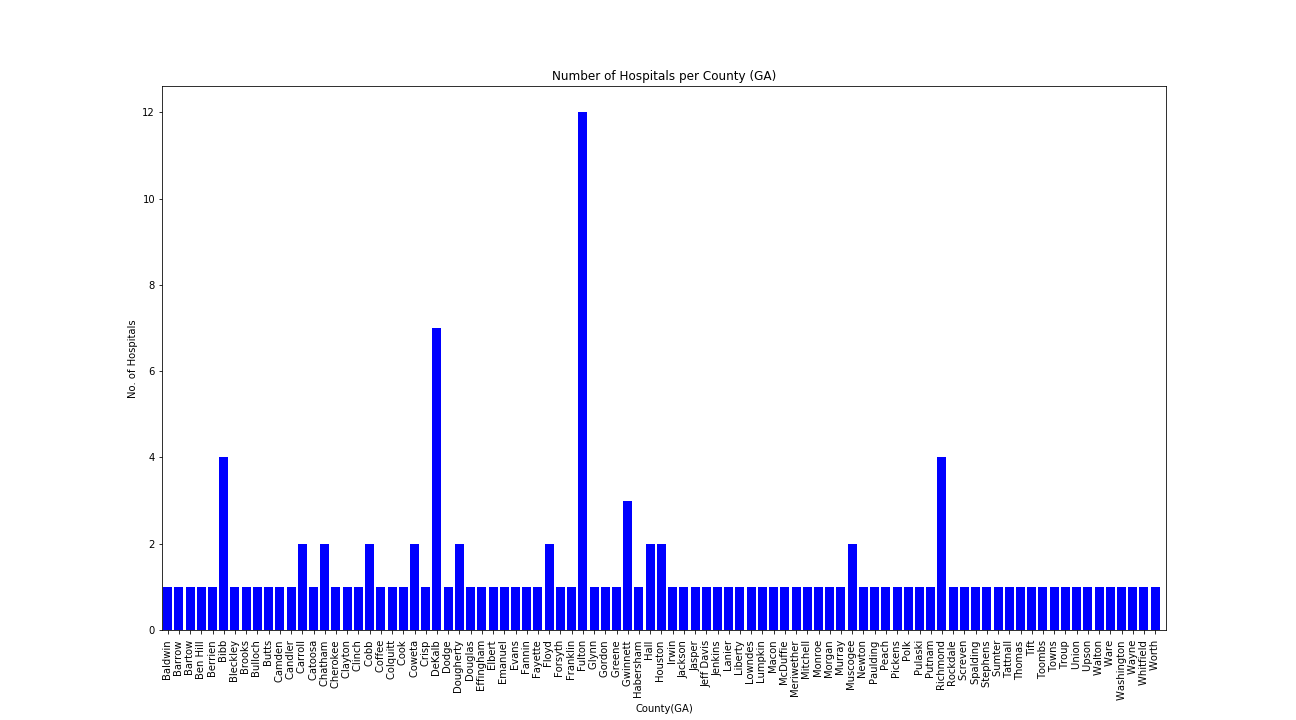 Number of Hospitals per County (GA)
12
10
8
6
4
2
0
No. of Hospitals
Baldwin
Barrow
Bartow
Ben Hill
Berrien
Bibb
Bleckley
Brooks
Bulloch
Butts
Camden
Candler
Carroll
Catoosa
Chatham
Cherokee
Clayton
Clinch
Cobb
Coffee
Colquitt
Cook
Coweta
Crisp
DeKalb
Dodge
Dougherty
Douglas
Effingham
Elbert
Emanuel
Evans
Fannin
Fayette
Floyd
Forsyth
Franklin
Fulton
Glynn
Gordon
Greene
Gwinnett
Habersham
Hall
Houston
Irwin
Jackson
Jasper
Jeff Davis
Jenkins
Lanier
Liberty
Lowndes
Lumpkin
Macon
McDuffie
Meriwether
Mitchell
Monroe
Morgan
Murray
Muscogee
Newton
Paulding
Peach
Pickens
Polk
Pulaski
Putnam
Richmond
Rockdale
Screven
Spalding
Stephens
Sumter
Tattnall
Thomas
Tift
Toombs
Towns
Troup
Union
Upson
Walton
Ware
Washington
Wayne
Whitfield
Worth
County(GA)